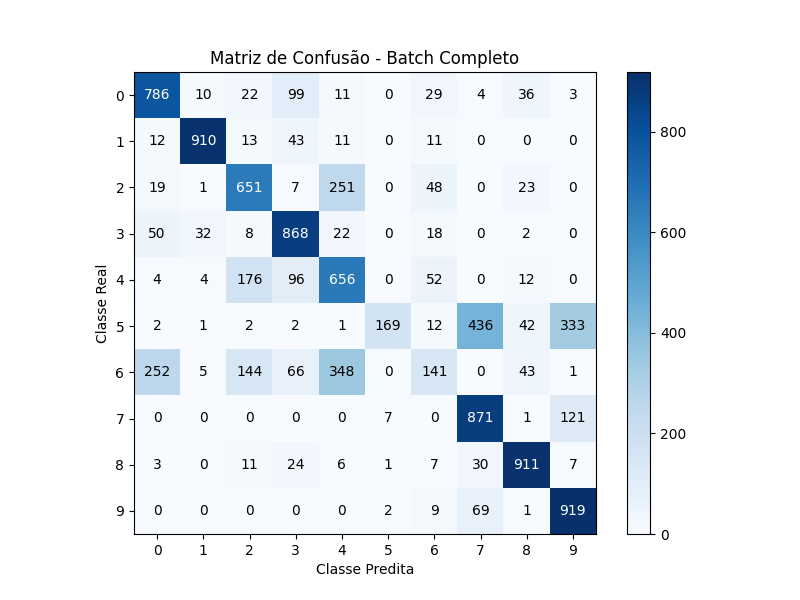 Matriz de Confusão - Batch Completo
0 786 10 22 99 11 0 29 4 36 3
1 12 910 13 43 11 0 11 0 0 0
2 19 1 651 7 251 0 48 0 23 0
3 50 32 8 868 22 0 18 0 2 0
4 4 4 176 96 656 0 52 0 12 0
5 2 1 2 2 1 169 12 436 42 333
6 252 5 144 66 348 0 141 0 43 1
7 0 0 0 0 0 7 0 871 1 121
8 3 0 11 24 6 1 7 30 911 7
9 0 0 0 0 0 2 9 69 1 919
0 1 2 3 4 5 6 7 8 9
Classe Predita
Classe Real
800
600
400
200
0